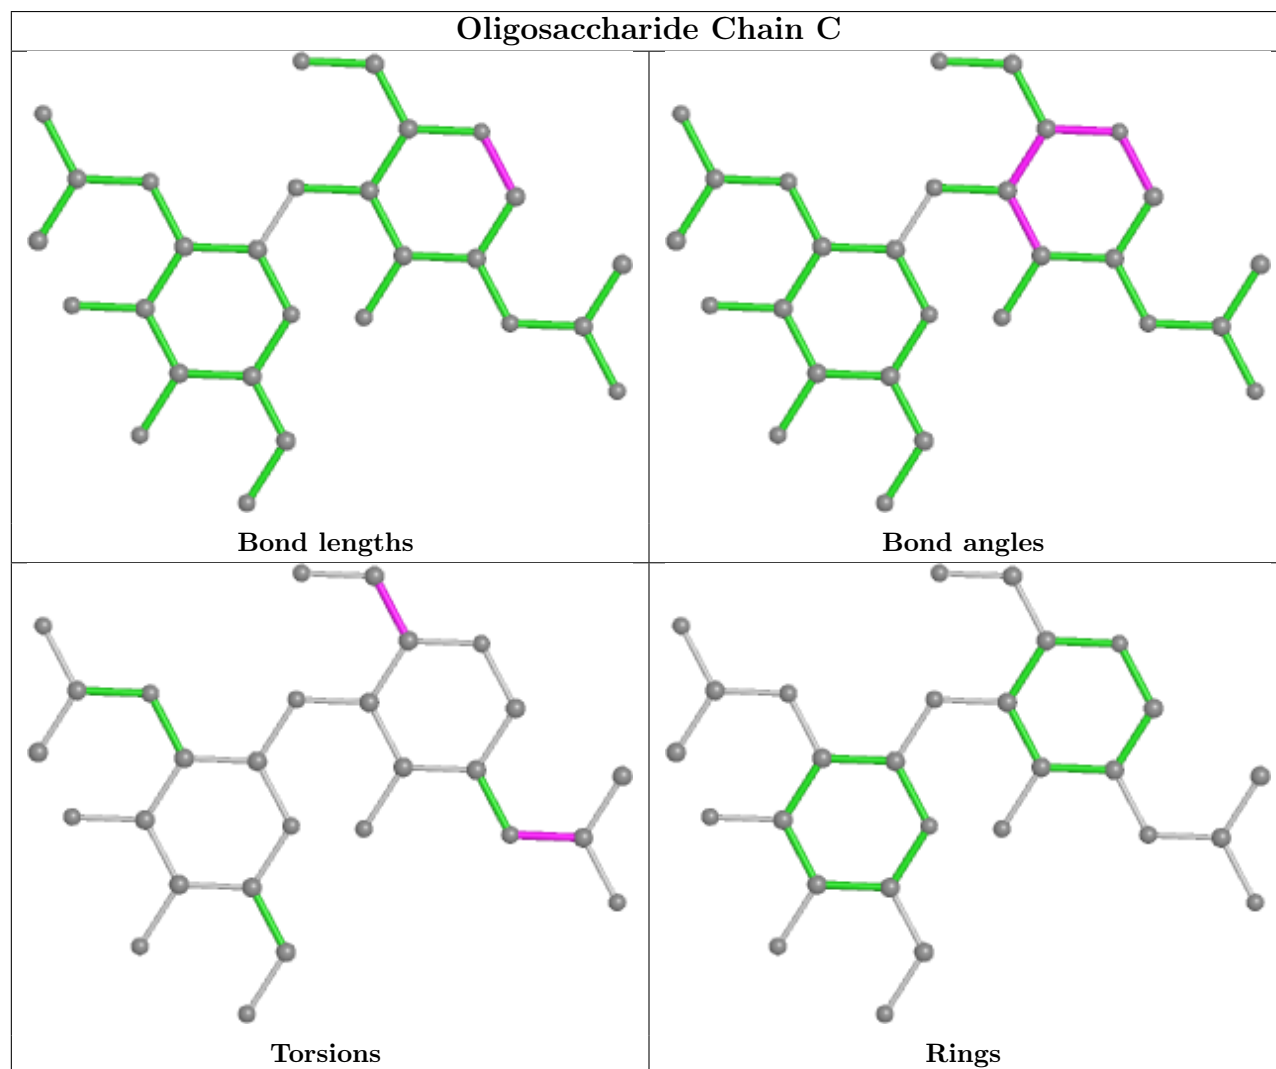 Oligosaccharide Chain C
Bond lengths
Bond angles
Torsions
Rings